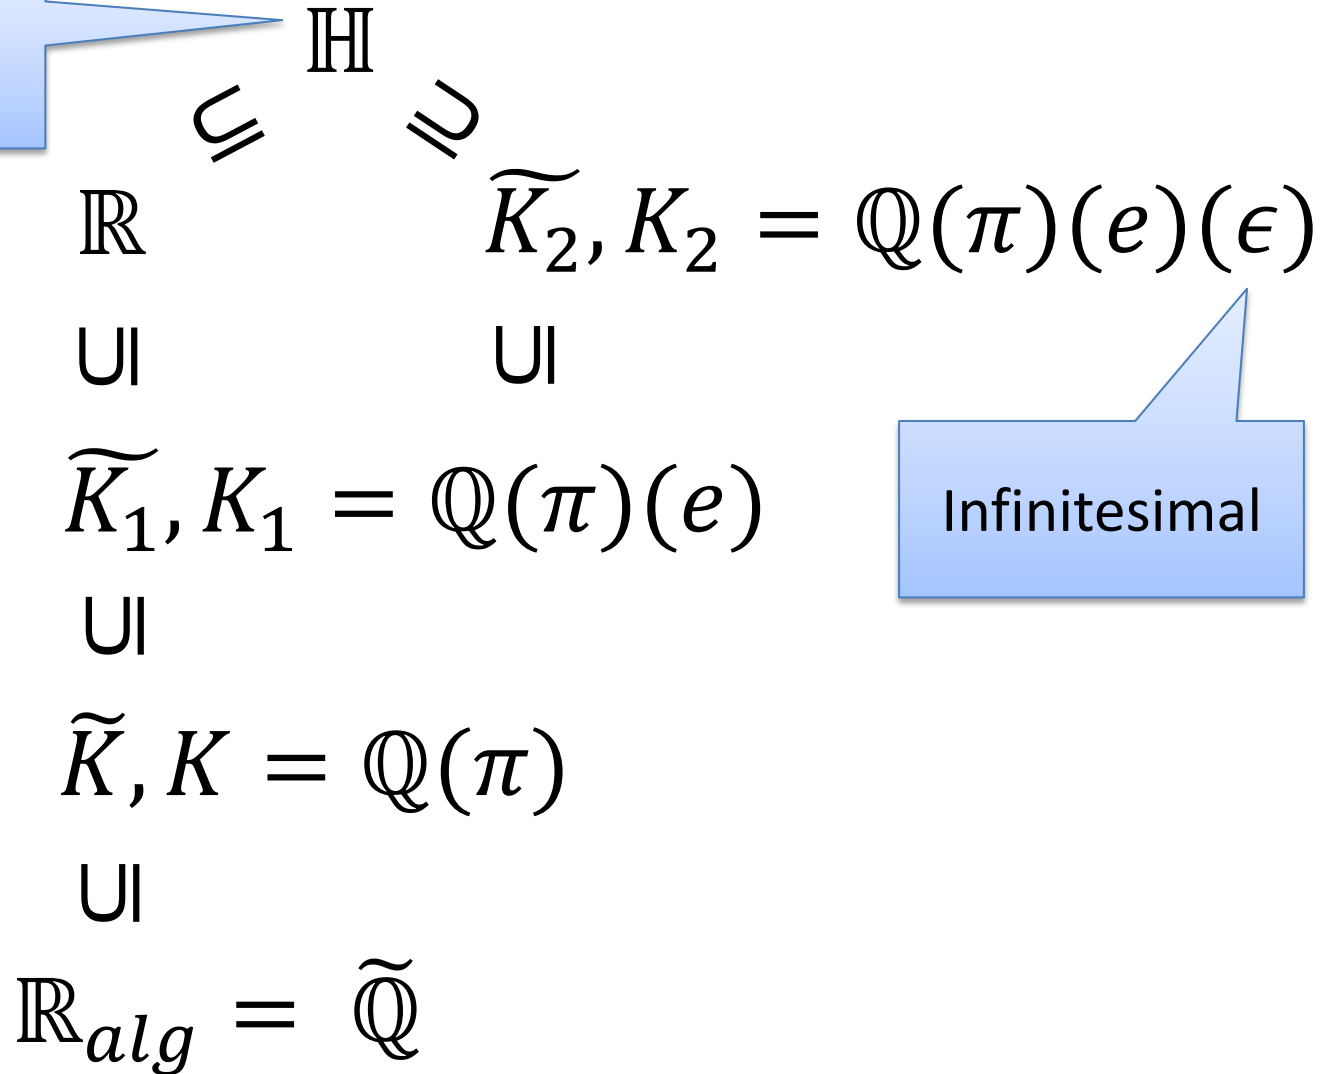 ℍ
⊆ ⊇
ℝ
K̃₂, K₂ = ℚ(π)(e)(ϵ)
U| U|
K̃₁, K₁ = ℚ(π)(e)
Infinitesimal
U|
K̃, K = ℚ(π)
U|
ℝ_alg = ℚ̃